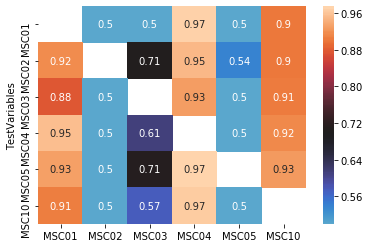 0.5 0.5 0.97 0.5 0.9
0.92 0.71 0.95 0.54 0.9
0.88 0.5 0.93 0.5 0.91
0.95 0.5 0.61 0.5 0.92
0.93 0.5 0.71 0.97 0.93
0.91 0.5 0.57 0.97 0.5
MSC01
MSC02
MSC03
MSC04
MSC05
MSC10
TestVariables
MSC01 MSC02 MSC03 MSC04 MSC05 MSC10
0.96
0.88
0.80
0.72
0.64
0.56